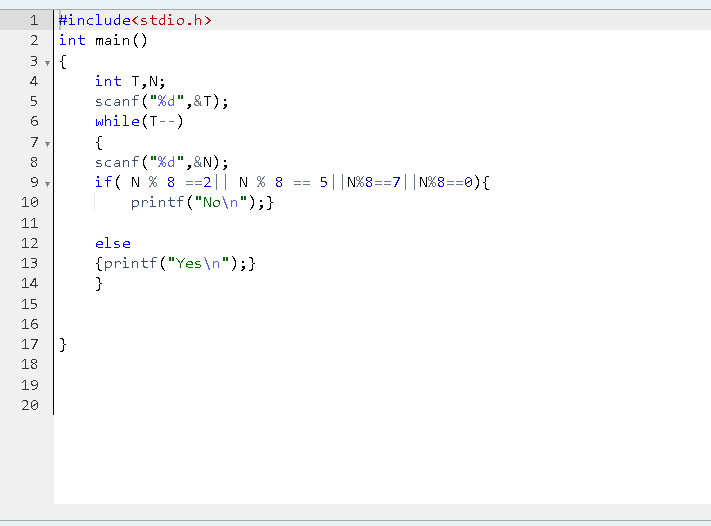 1 #include<stdio.h>
2 int main()
3 {
4 int T,N;
5 scanf("%d",&T);
6 while(T--)
7 {
8 scanf("%d",&N);
9 if( N % 8 ==2|| N % 8 == 5||N%8==7||N%8==0){
10 printf("No\n");}
11
12 else
13 {printf("Yes\n");}
14 }
15
16
17 }
18
19
20